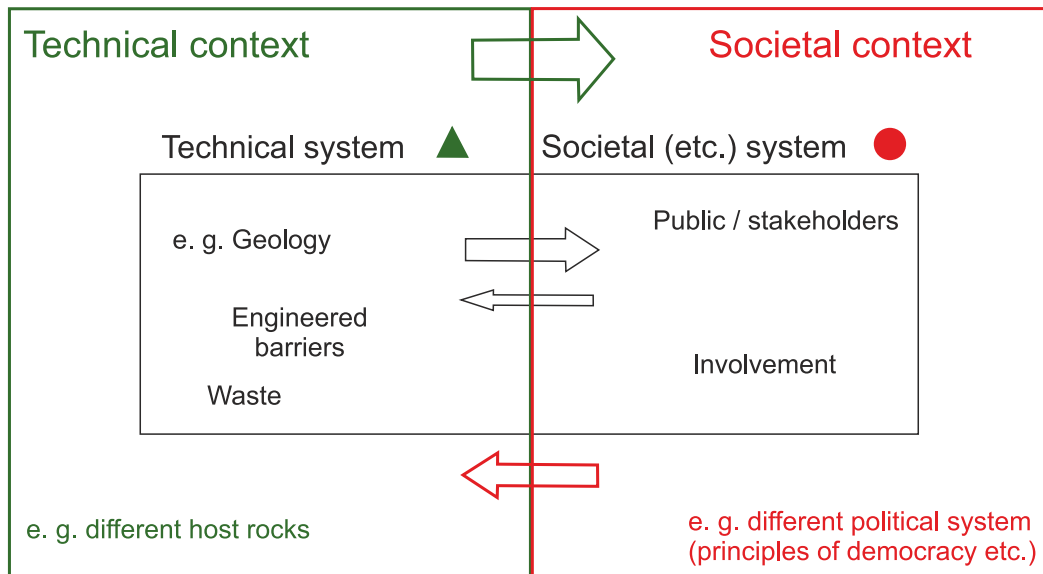 Technical context
Societal context
Technical system
Societal (etc.) system
e. g. Geology
Engineered
barriers
Waste
Public / stakeholders
Involvement
e. g. different host rocks
e. g. different political system
(principles of democracy etc.)